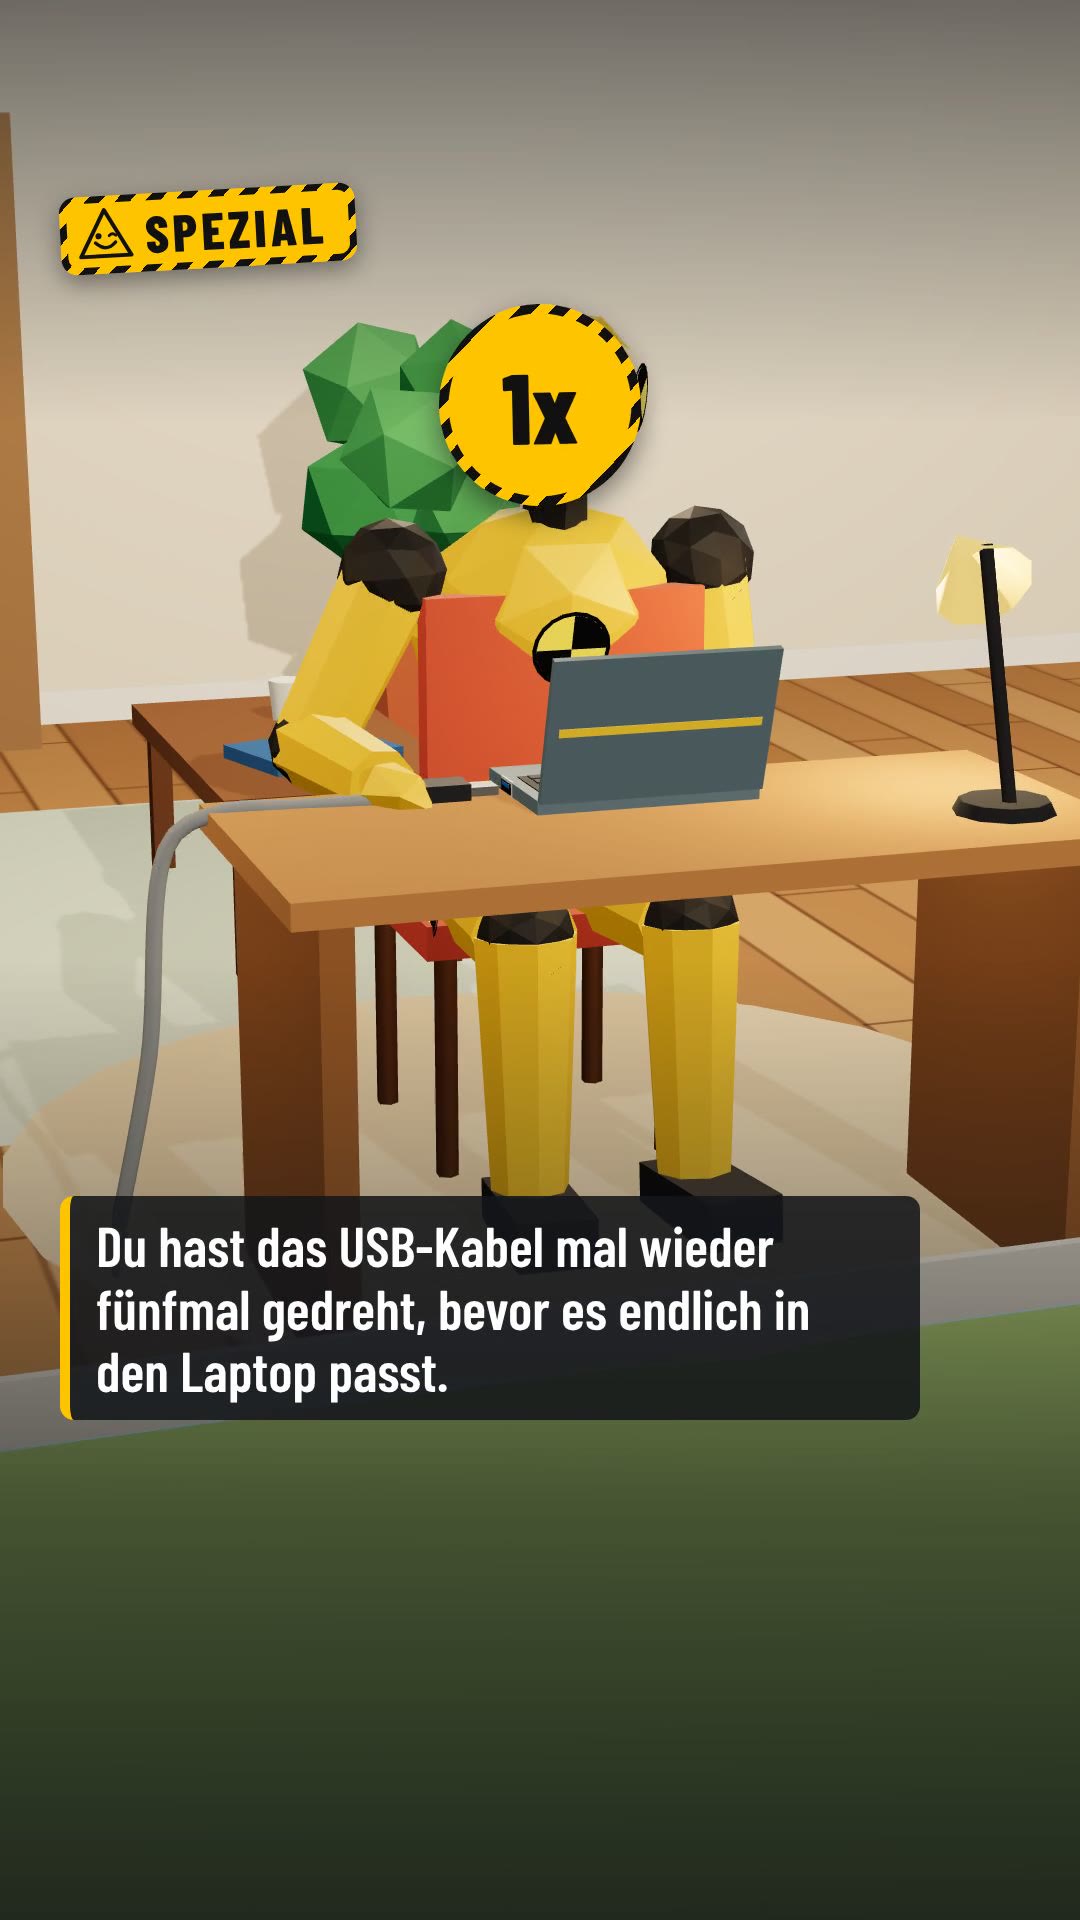 SPEZIAL
1x
Du hast das USB-Kabel mal wieder
fünfmal gedreht, bevor es endlich in
den Laptop passt.